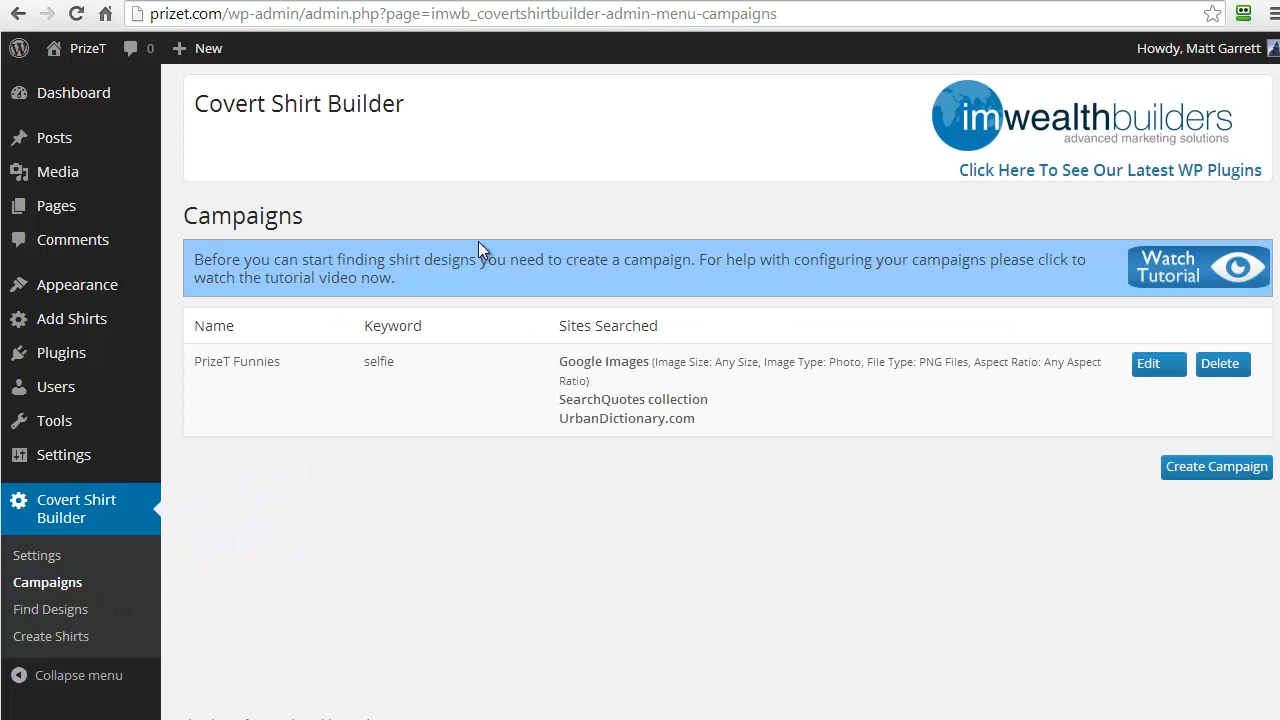 prizet.com/wp-admin/admin.php?page=imwb_covertshirtbuilder-admin-menu-campaigns
PrizeT
0
New
Howdy, Matt Garrett
Dashboard
Posts
Media
Pages
Comments
Appearance
Add Shirts
Plugins
Users
Tools
Settings
Covert Shirt
Builder
Settings
Campaigns
Find Designs
Create Shirts
Collapse menu
Covert Shirt Builder
imwealthbuilders
advanced marketing solutions
Click Here To See Our Latest WP Plugins
Campaigns
Before you can start finding shirt designs you need to create a campaign. For help with configuring your campaigns please click to
watch the tutorial video now.
Watch
Tutorial
Name Keyword Sites Searched
PrizeT Funnies selfie Google Images (Image Size: Any Size, Image Type: Photo, File Type: PNG Files, Aspect Ratio: Any Aspect
Ratio)
SearchQuotes collection
UrbanDictionary.com
Edit Delete
Create Campaign